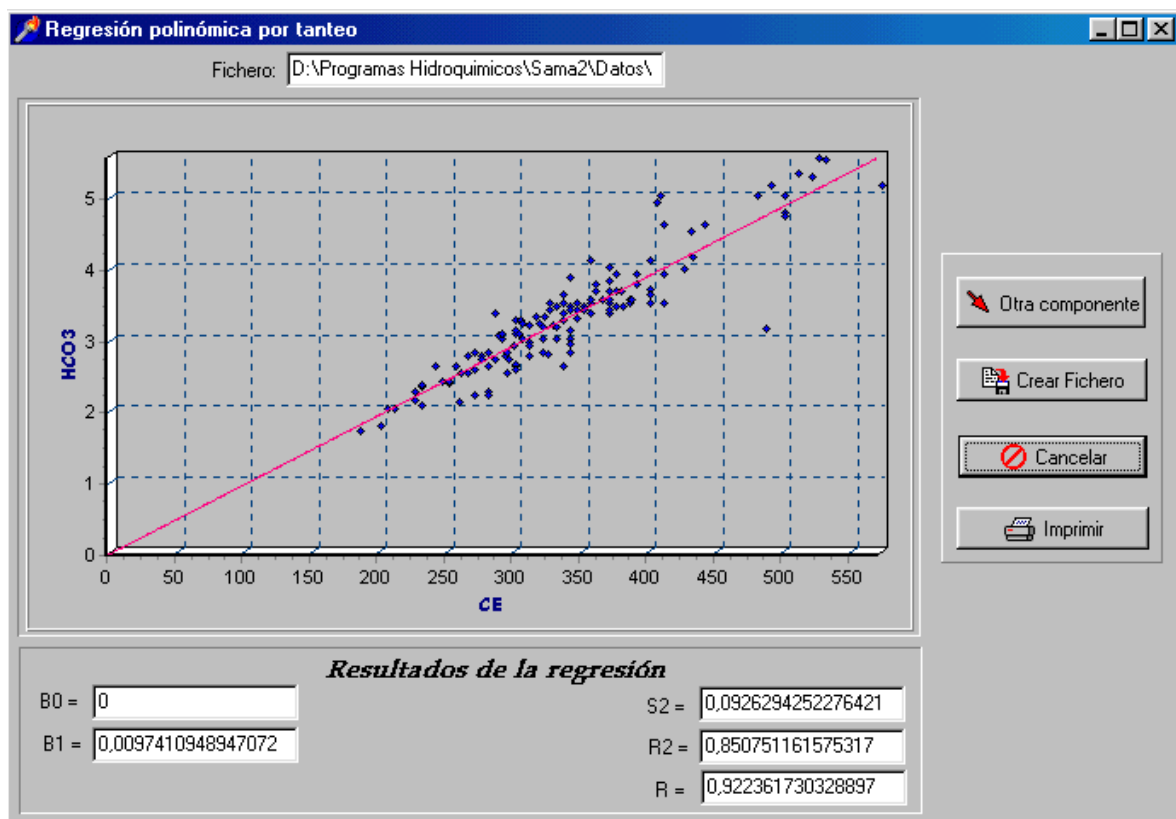 Regresión polinómica por tanteo
Fichero: D:\Programas Hidroquimicos\Sama2\Datos\
5
4
3
2
1
0
HCO3
0 50 100 150 200 250 300 350 400 450 500 550
CE
Otra componente
Crear Fichero
Cancelar
Imprimir
Resultados de la regresión
B0 = 0
B1 = 0,0097410948947072
S2 = 0,0926294252276421
R2 = 0,850751161575317
R = 0,922361730328897